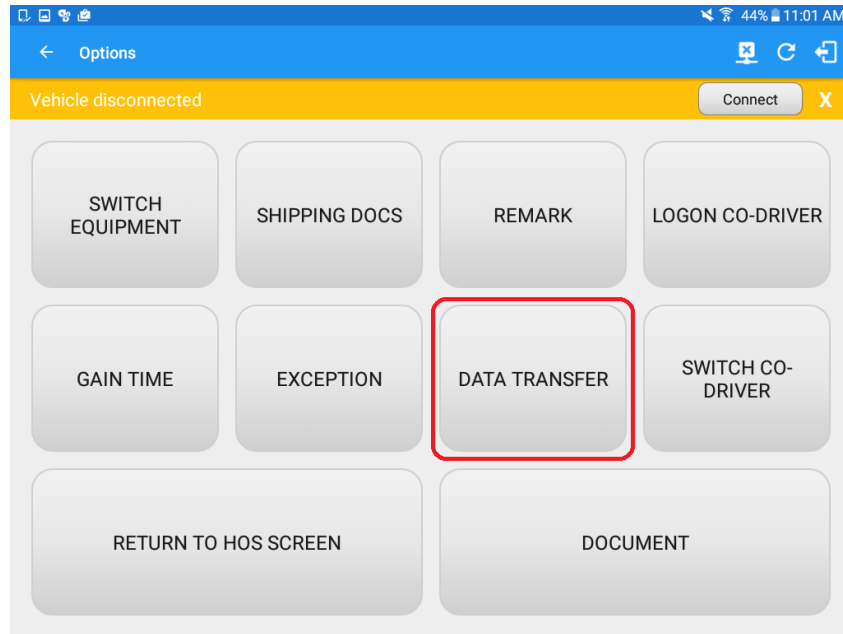 44% 11:01 AM
Options
Vehicle disconnected
Connect
X
SWITCH
EQUIPMENT
SHIPPING DOCS
REMARK
LOGON CO-DRIVER
GAIN TIME
EXCEPTION
DATA TRANSFER
SWITCH CO-
DRIVER
RETURN TO HOS SCREEN
DOCUMENT